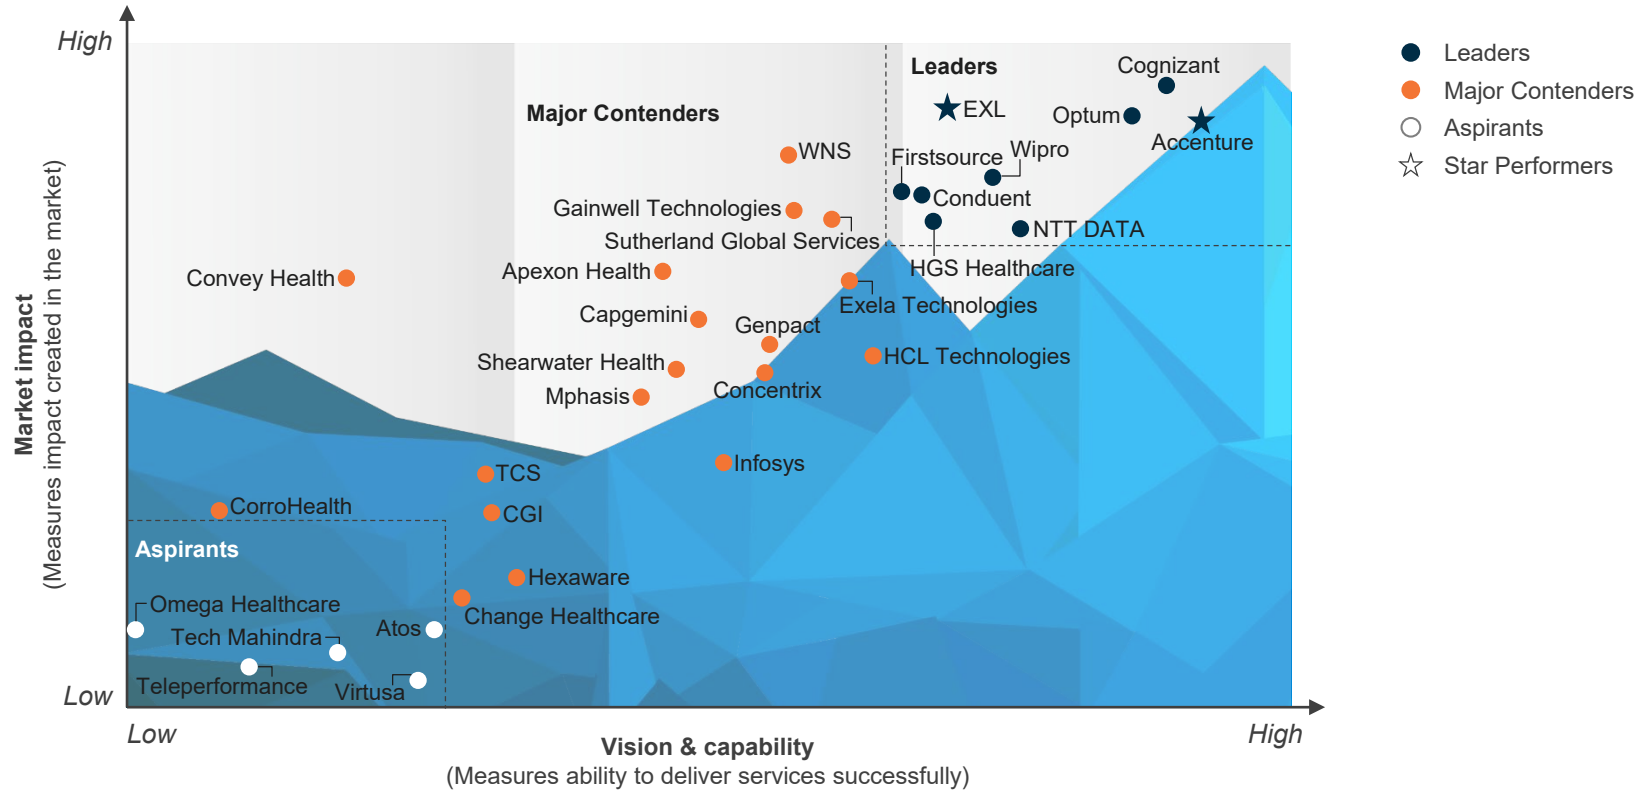 High
Leaders
Cognizant
Leaders
Major Contenders
Major Contenders
Aspirants
Star Performers
EXL
Optum
Accenture
WNS
Firstsource
Wipro
Gainwell Technologies
Conduent
Sutherland Global Services
NTT DATA
Convey Health
Apexon Health
HGS Healthcare
Exela Technologies
Capgemini
Genpact
Shearwater Health
HCL Technologies
Mphasis
Concentrix
Market impact
(Measures impact created in the market)
TCS
Infosys
CorroHealth
CGI
Aspirants
Hexaware
Omega Healthcare
Change Healthcare
Tech Mahindra
Atos
Teleperformance
Virtusa
Low
Low
High
Vision & capability
(Measures ability to deliver services successfully)